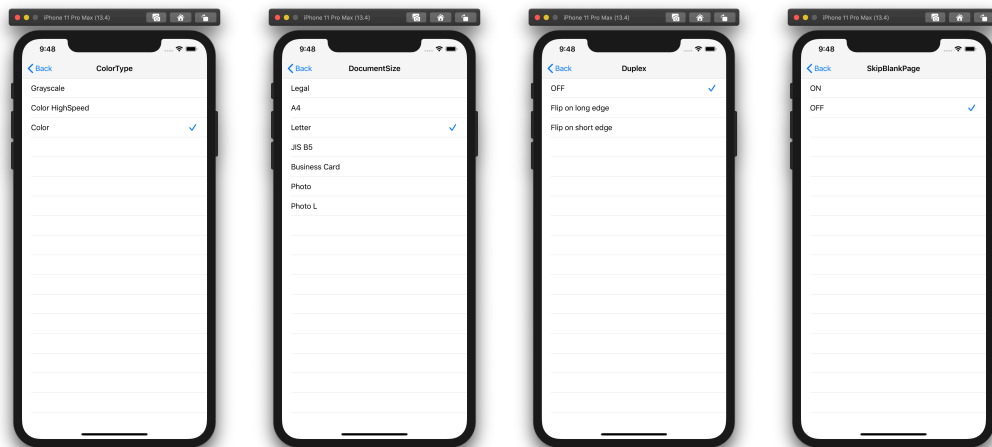 iPhone 11 Pro Max (13.4)
9:48
Back
ColorType
Grayscale
Color HighSpeed
Color
iPhone 11 Pro Max (13.4)
9:48
Back
DocumentSize
Legal
A4
Letter
JIS B5
Business Card
Photo
Photo L
iPhone 11 Pro Max (13.4)
9:48
Back
Duplex
OFF
Flip on long edge
Flip on short edge
iPhone 11 Pro Max (13.4)
9:48
Back
SkipBlankPage
ON
OFF